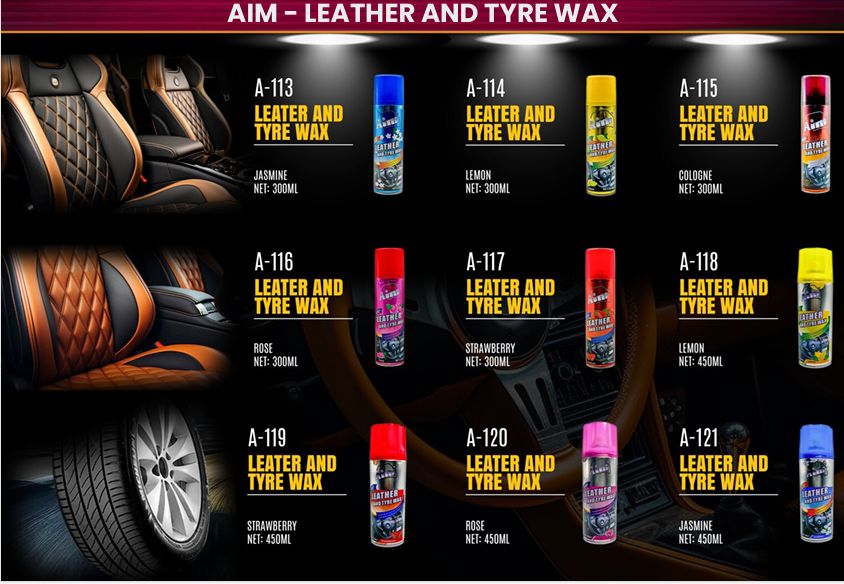 AIM - LEATHER AND TYRE WAX
A-113
LEATER AND
TYRE WAX
JASMINE
NET: 300ML
A-114
LEATER AND
TYRE WAX
LEMON
NET: 300ML
A-115
LEATER AND
TYRE WAX
COLOGNE
NET: 300ML
A-116
LEATER AND
TYRE WAX
ROSE
NET: 300ML
A-117
LEATER AND
TYRE WAX
STRAWBERRY
NET: 300ML
A-118
LEATER AND
TYRE WAX
LEMON
NET: 450ML
A-119
LEATER AND
TYRE WAX
STRAWBERRY
NET: 450ML
A-120
LEATER AND
TYRE WAX
ROSE
NET: 450ML
A-121
LEATER AND
TYRE WAX
JASMINE
NET: 450ML